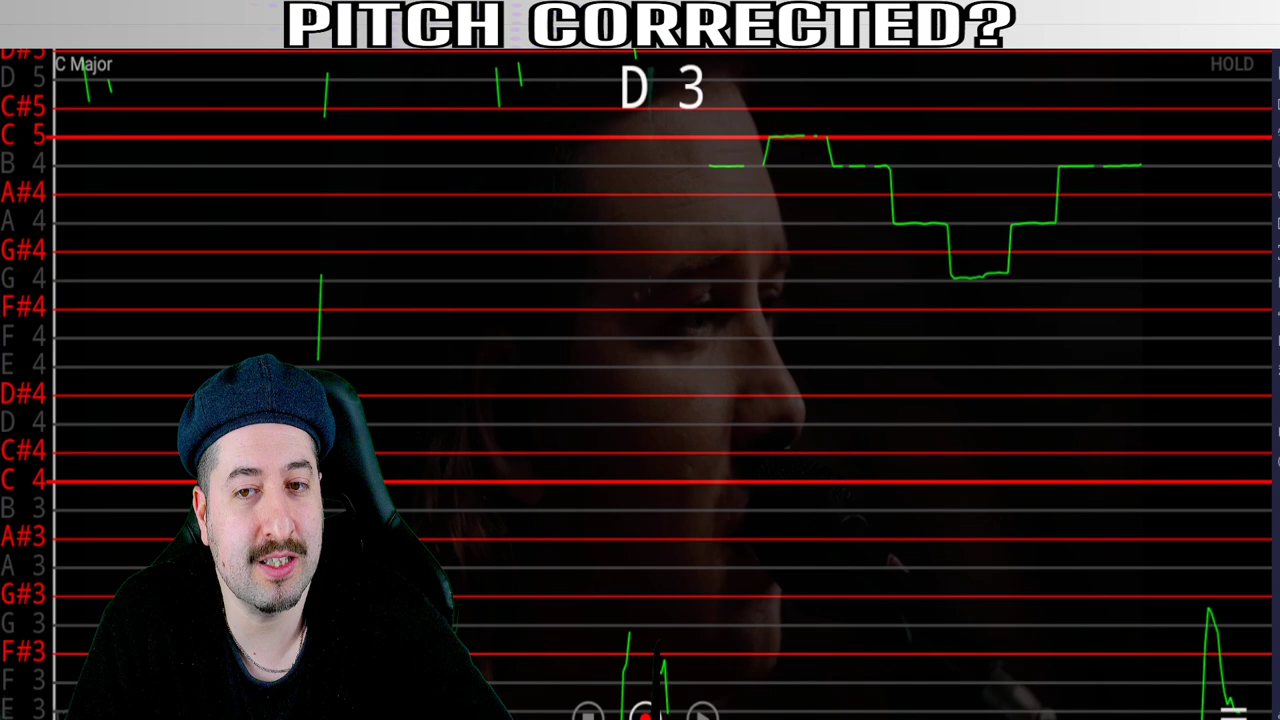 PITCH CORRECTED?
D#5
C Major
HOLD
D 5
D 3
C#5
C 5
B 4
A#4
A 4
G#4
G 4
F#4
F 4
E 4
D#4
D 4
C#4
C 4
B 3
A#3
A 3
G#3
G 3
F#3
F 3
E 3